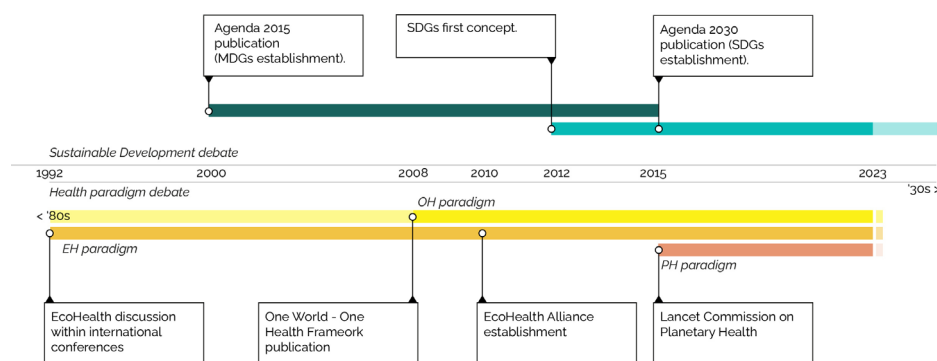 Agenda 2015
publication
(MDGs establishment).
SDGs first concept.
Agenda 2030
publication (SDGs
establishment).
Sustainable Development debate
1992 2000 2008 2010 2012 2015 2023
Health paradigm debate
'30s >
OH paradigm
< '80s
EH paradigm
PH paradigm
EcoHealth discussion
within international
conferences
One World - One
Health Frameork
publication
EcoHealth Alliance
establishment
Lancet Commission on
Planetary Health